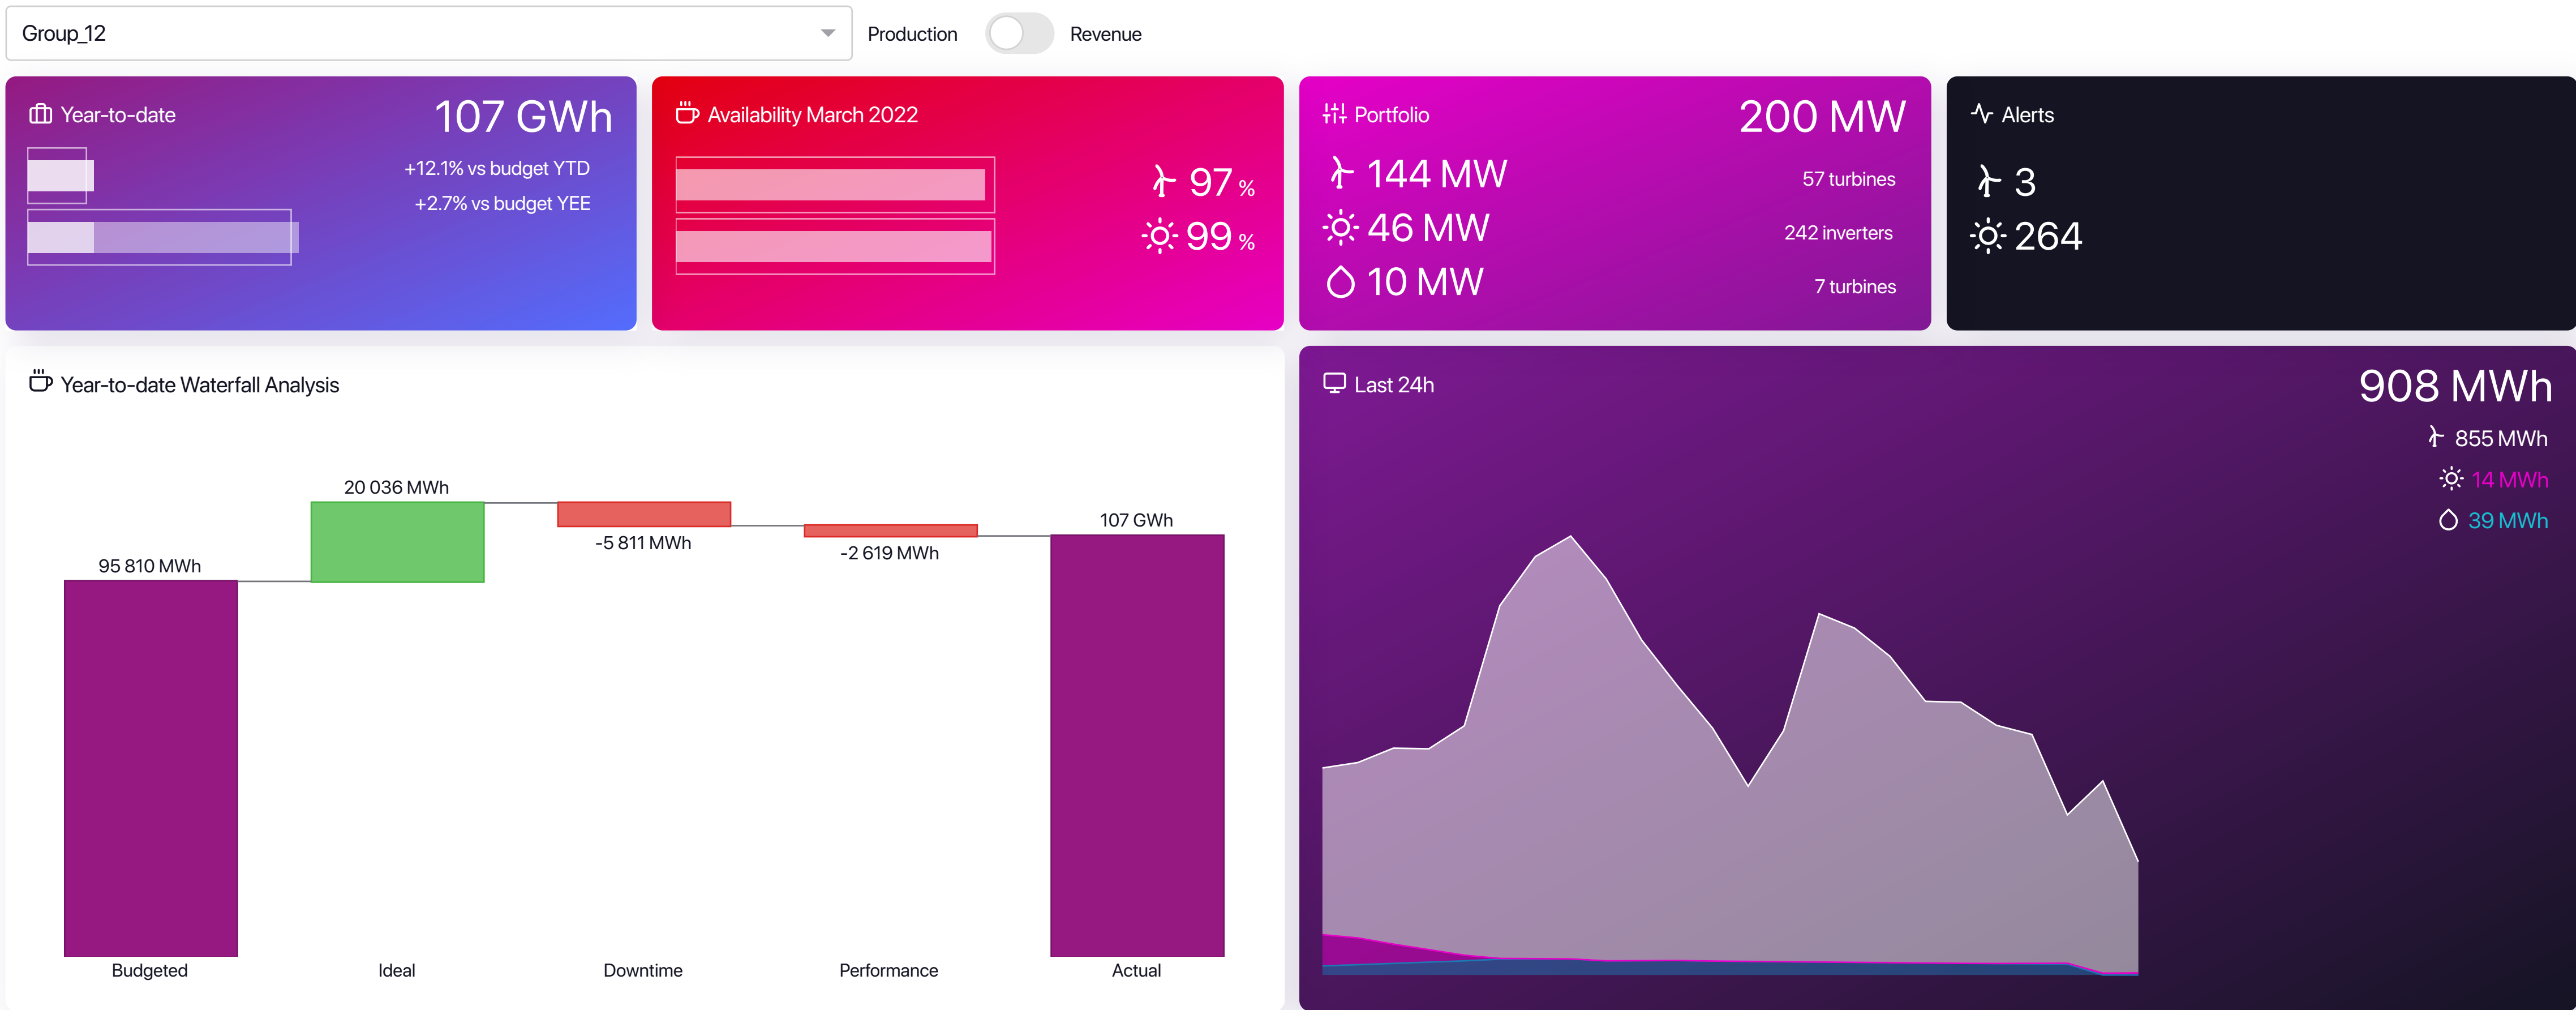 Group_12
Production
Revenue
Year-to-date
107 GWh
+12.1% vs budget YTD
+2.7% vs budget YEE
Availability March 2022
97 %
99 %
Portfolio
200 MW
144 MW
57 turbines
46 MW
242 inverters
10 MW
7 turbines
Alerts
3
264
Year-to-date Waterfall Analysis
95 810 MWh
20 036 MWh
-5 811 MWh
-2 619 MWh
107 GWh
Budgeted
Ideal
Downtime
Performance
Actual
Last 24h
908 MWh
855 MWh
14 MWh
39 MWh